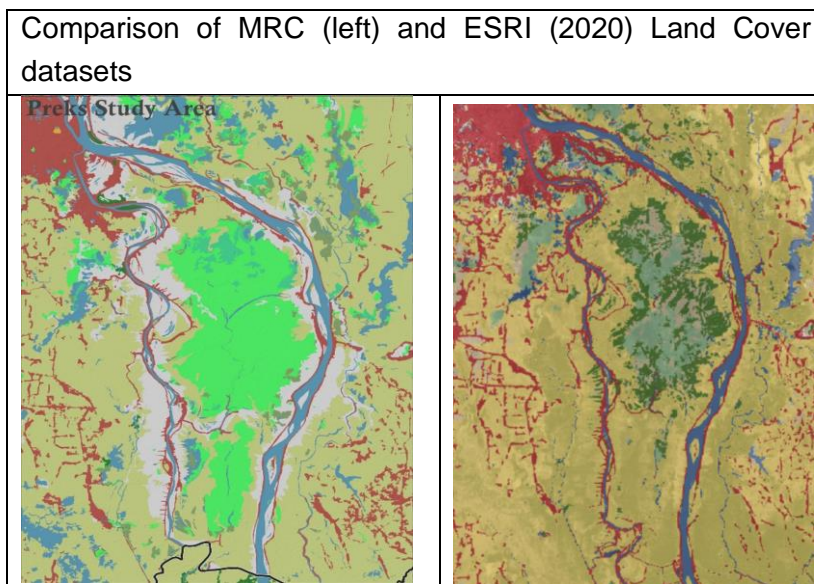 Comparison of MRC (left) and ESRI (2020) Land Cover
datasets
Preks Study Area